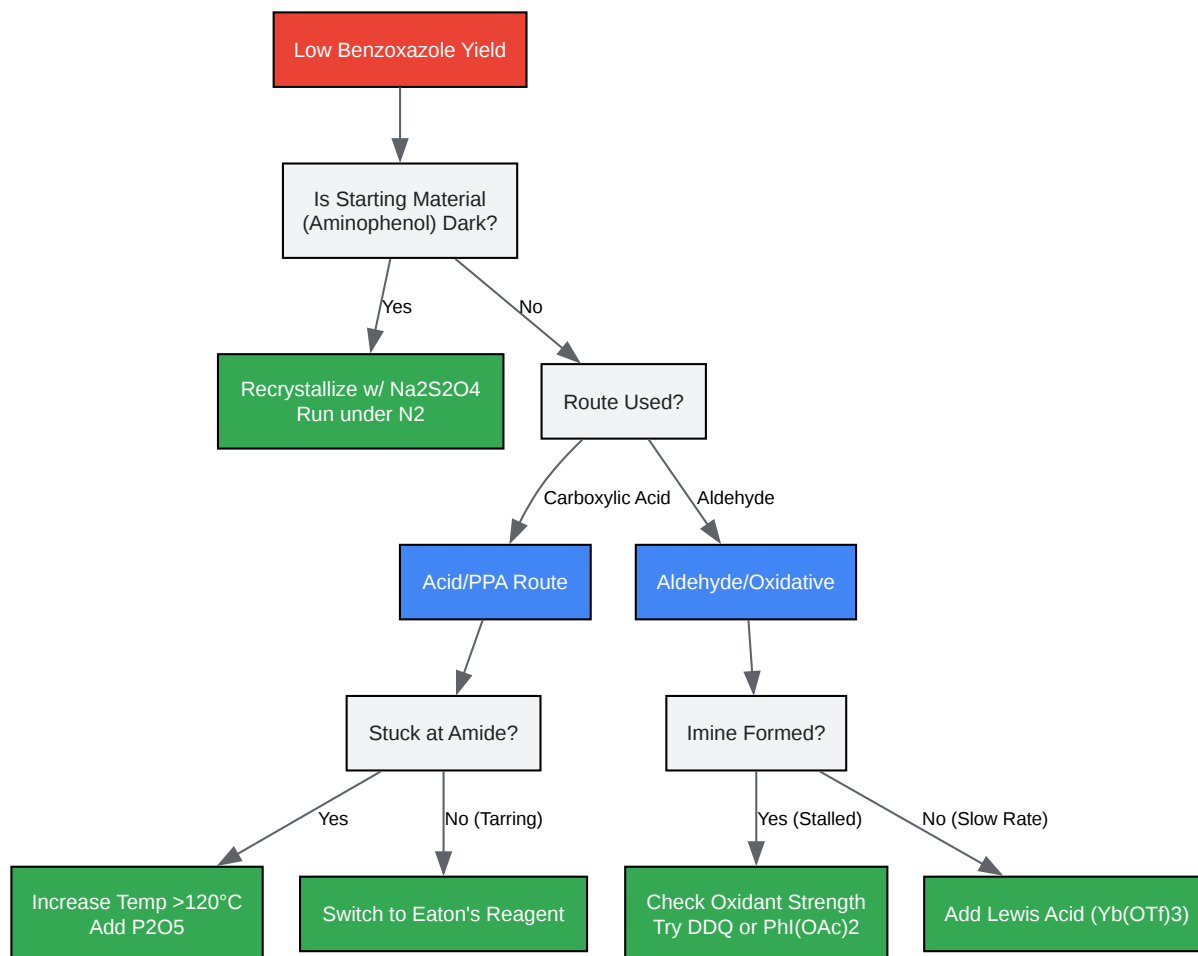 Low Benzoxazole Yield
Is Starting Material
(Aminophenol) Dark?
Yes
No
Recrystallize w/ Na2S2O4
Run under N2
Route Used?
Carboxylic Acid
Aldehyde
Acid/PPA Route
Aldehyde/Oxidative
Stuck at Amide?
Imine Formed?
Yes
No (Tarring)
Yes (Stalled)
No (Slow Rate)
Increase Temp >120°C
Add P2O5
Switch to Eaton's Reagent
Check Oxidant Strength
Try DDQ or PhI(OAc)2
Add Lewis Acid (Yb(OTf)3)